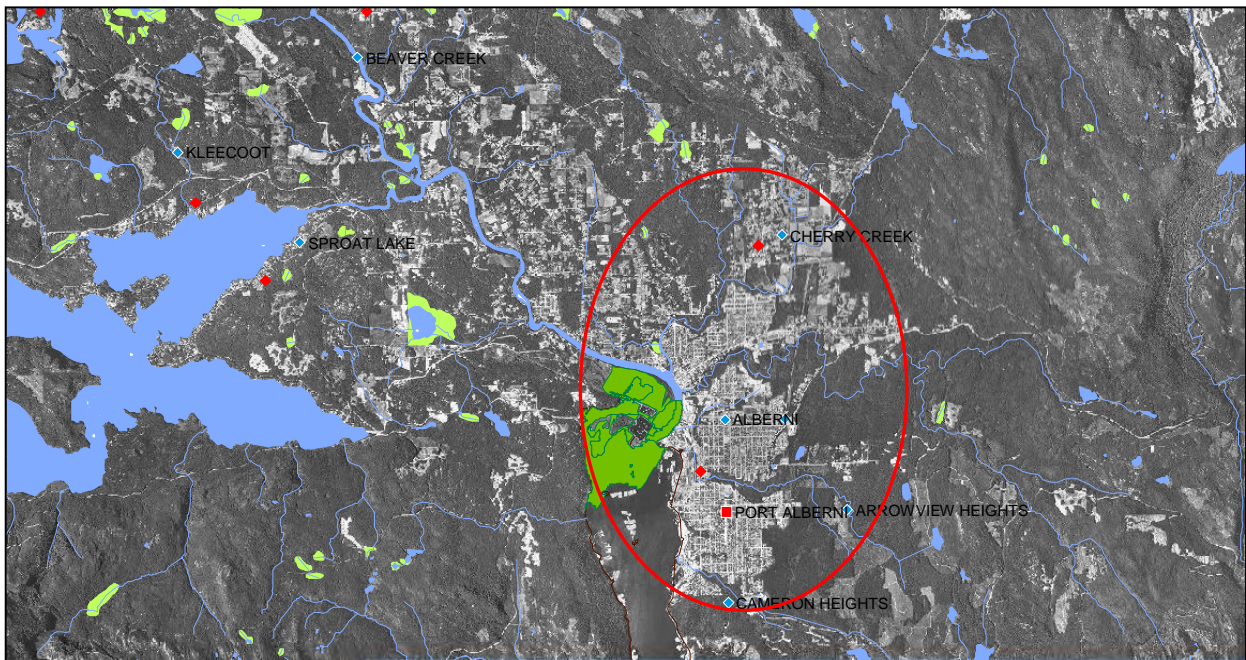 BEAVER CREEK
KLEECOOT
SPROAT LAKE
CHERRY CREEK
ALBERNI
PORT ALBERNI
ARROWVIEW HEIGHTS
CAMERON HEIGHTS